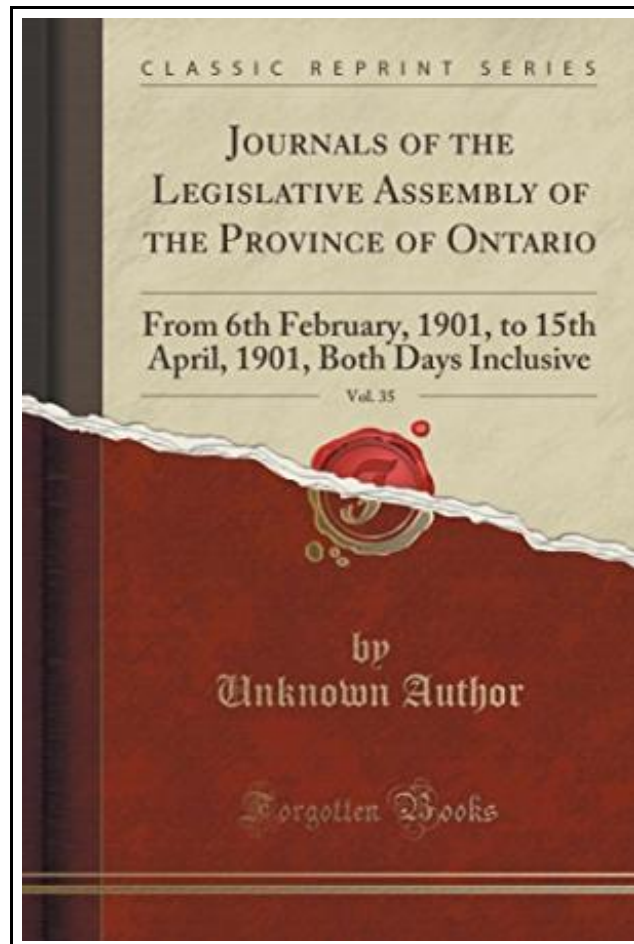 CLASSIC REPRINT SERIES
JOURNALS OF THE
LEGISLATIVE ASSEMBLY OF
THE PROVINCE OF ONTARIO
From 6th February, 1901, to 15th
April, 1901, Both Days Inclusive
Vol. 35
by
Unknown Author
Forgotten Books